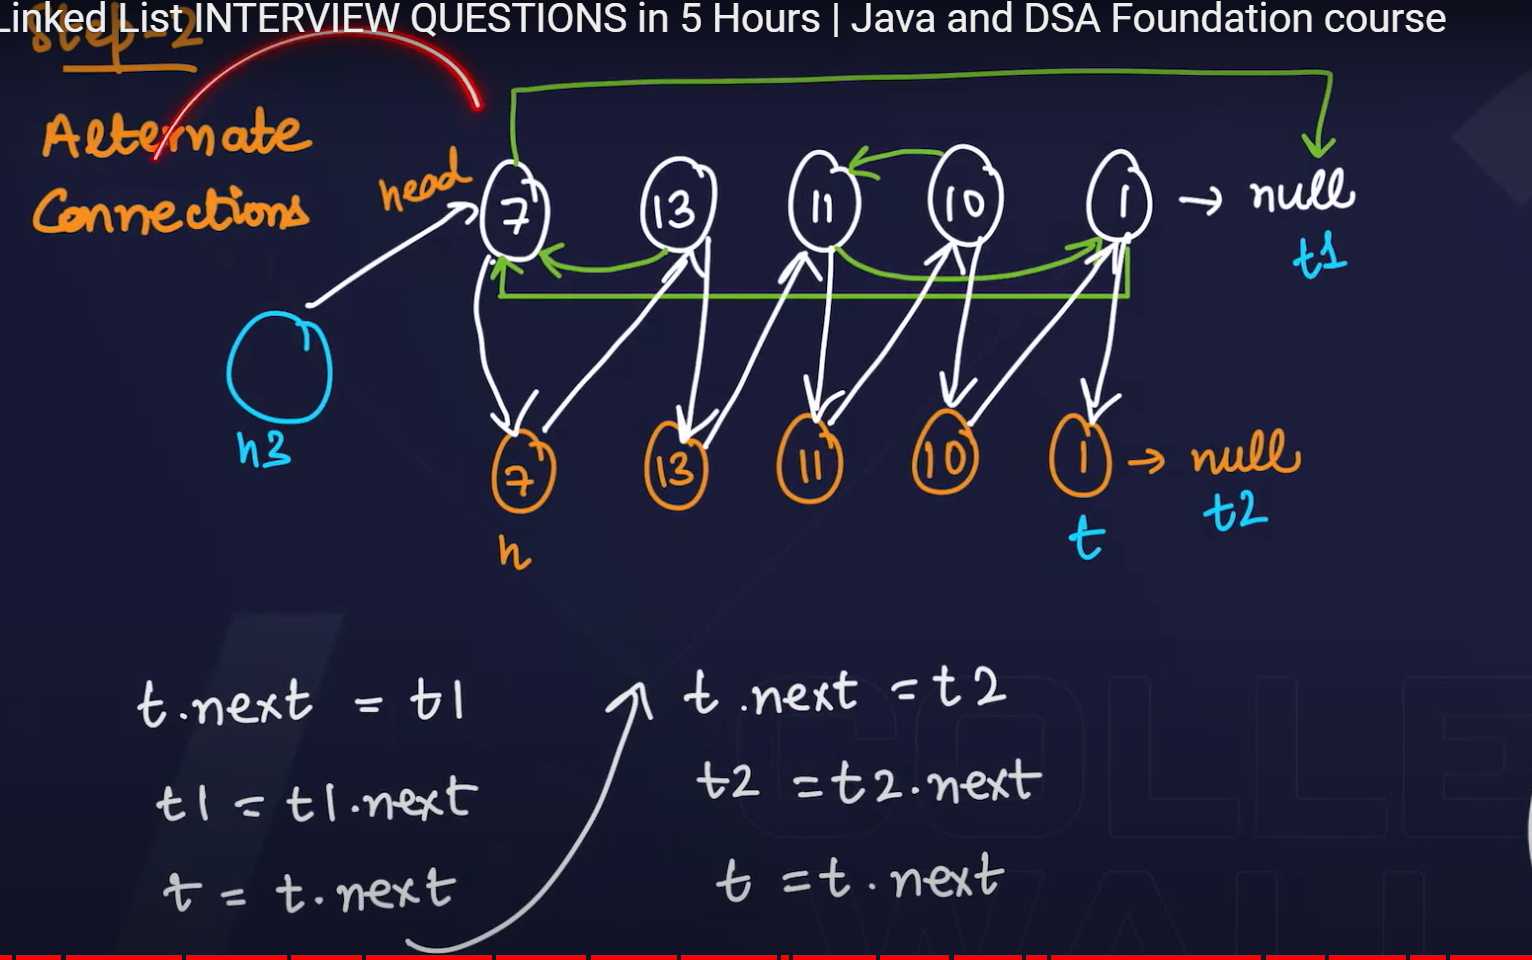 Linked List INTERVIEW QUESTIONS in 5 Hours | Java and DSA Foundation course
Step-2
Alternate
Connections
head
7 13 11 10 1 → null
t1
h3
7 13 11 10 1 → null
t2
h
t
t.next = t1
t1 = t1.next
t = t.next
t.next = t2
t2 = t2.next
t = t.next
COLLE
WALL